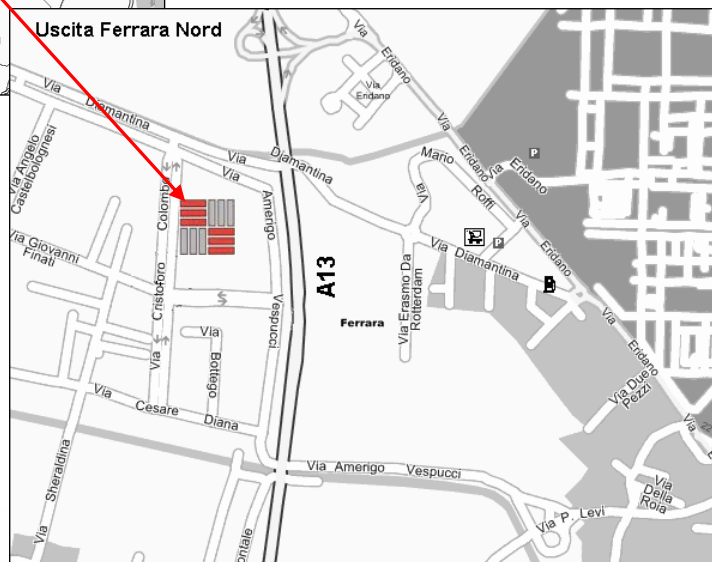 Uscita Ferrara Nord
Via
Eridano
Via
Eridano
Via Diamantina
Via
Eridano
Via Angelo
Castelbolognesi
Via
Diamantina
Via
Amerigo
Vespucci
Mario
Roffi
Via
Via
Eridano
Via
Eridano
P
Via Cristoforo Colombo
Via Giovanni
Finati
A13
Ferrara
Via Erasmo Da
Rotterdam
Via Diamantina
P
Via
Bottego
Eridano
Via Due
Pezzi
Via
Via Cesare Diana
Via Sheraldina
Via Amerigo Vespucci
Via P. Levi
Via
Della
Roia
ontale